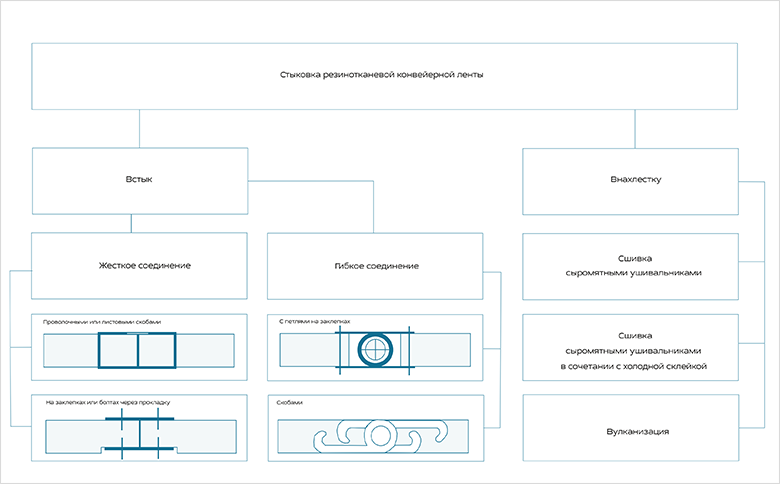 Стыковка резинотканевой конвейерной ленты
Встык
Внахлестку
Жесткое соединение
Гибкое соединение
Сшивка
сыромятными ушивальниками
Проволочными или листовыми скобами
С петлями на заклепках
Сшивка
сыромятными ушивальниками
в сочетании с холодной склейкой
На заклепках или болтах через прокладку
Скобами
Вулканизация